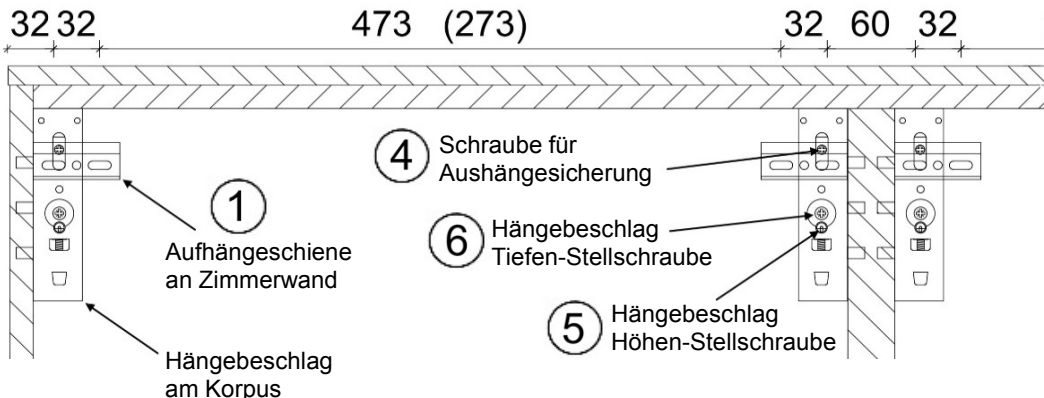 32 32 473 (273) 32 60 32
4 Schraube für
Aushängesicherung
1
Aufhängeschiene
an Zimmerwand
6 Hängebeschlag
Tiefen-Stellschraube
5 Hängebeschlag
Höhen-Stellschraube
Hängebeschlag
am Korpus